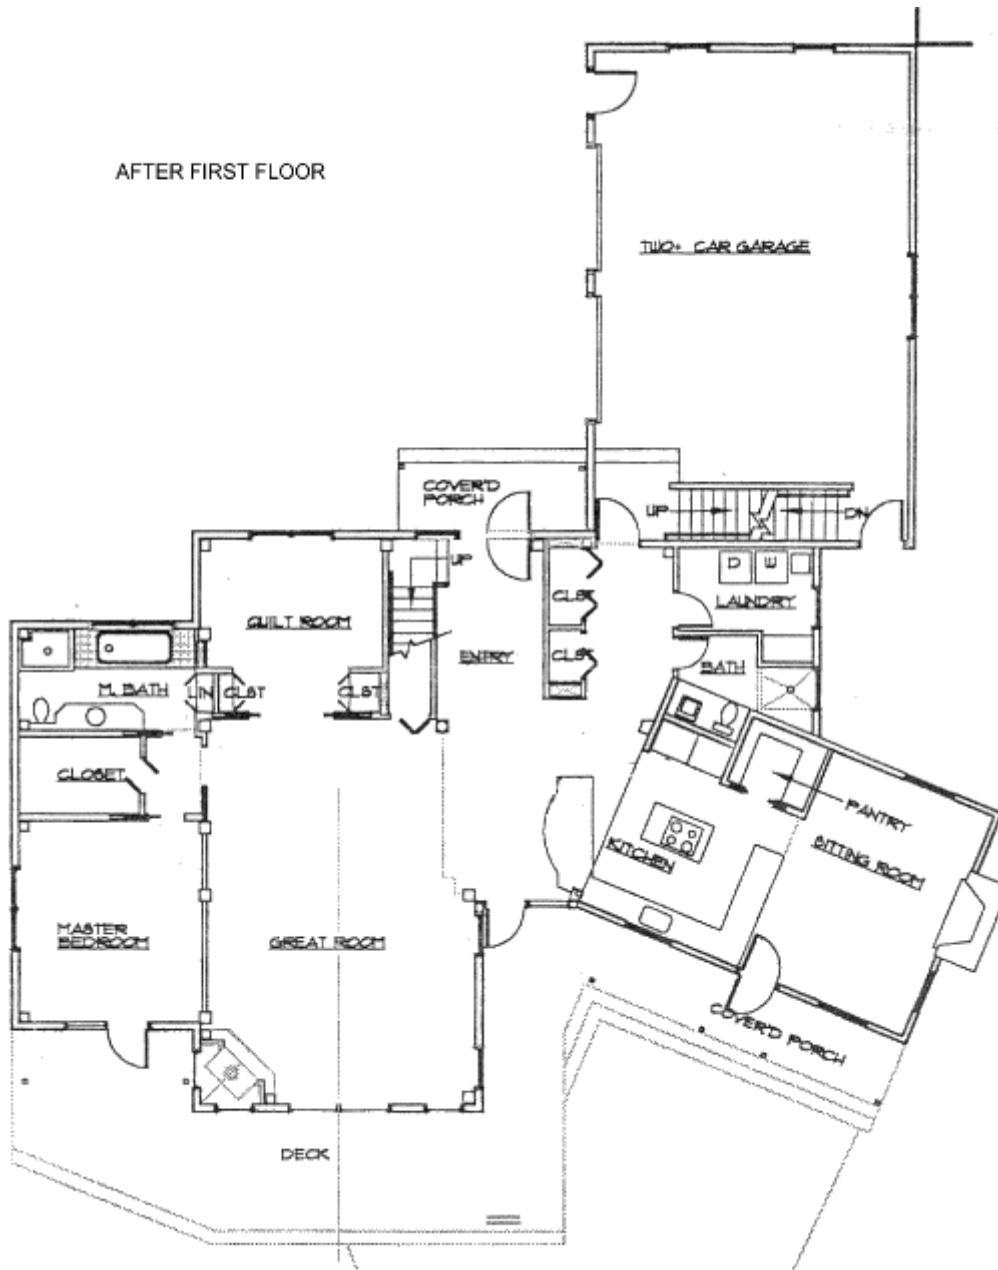 AFTER FIRST FLOOR
TWO+ CAR GARAGE
COVER'D
PORCH
UP
DN
UP
D
W
LAUNDRY
CLST
QUILT ROOM
ENTRY
CLST
BATH
M. BATH
LIN
CLST
CLST
CLOSET
PANTRY
KITCHEN
SITTING ROOM
MASTER
BEDROOM
GREAT ROOM
COVER'D PORCH
DECK